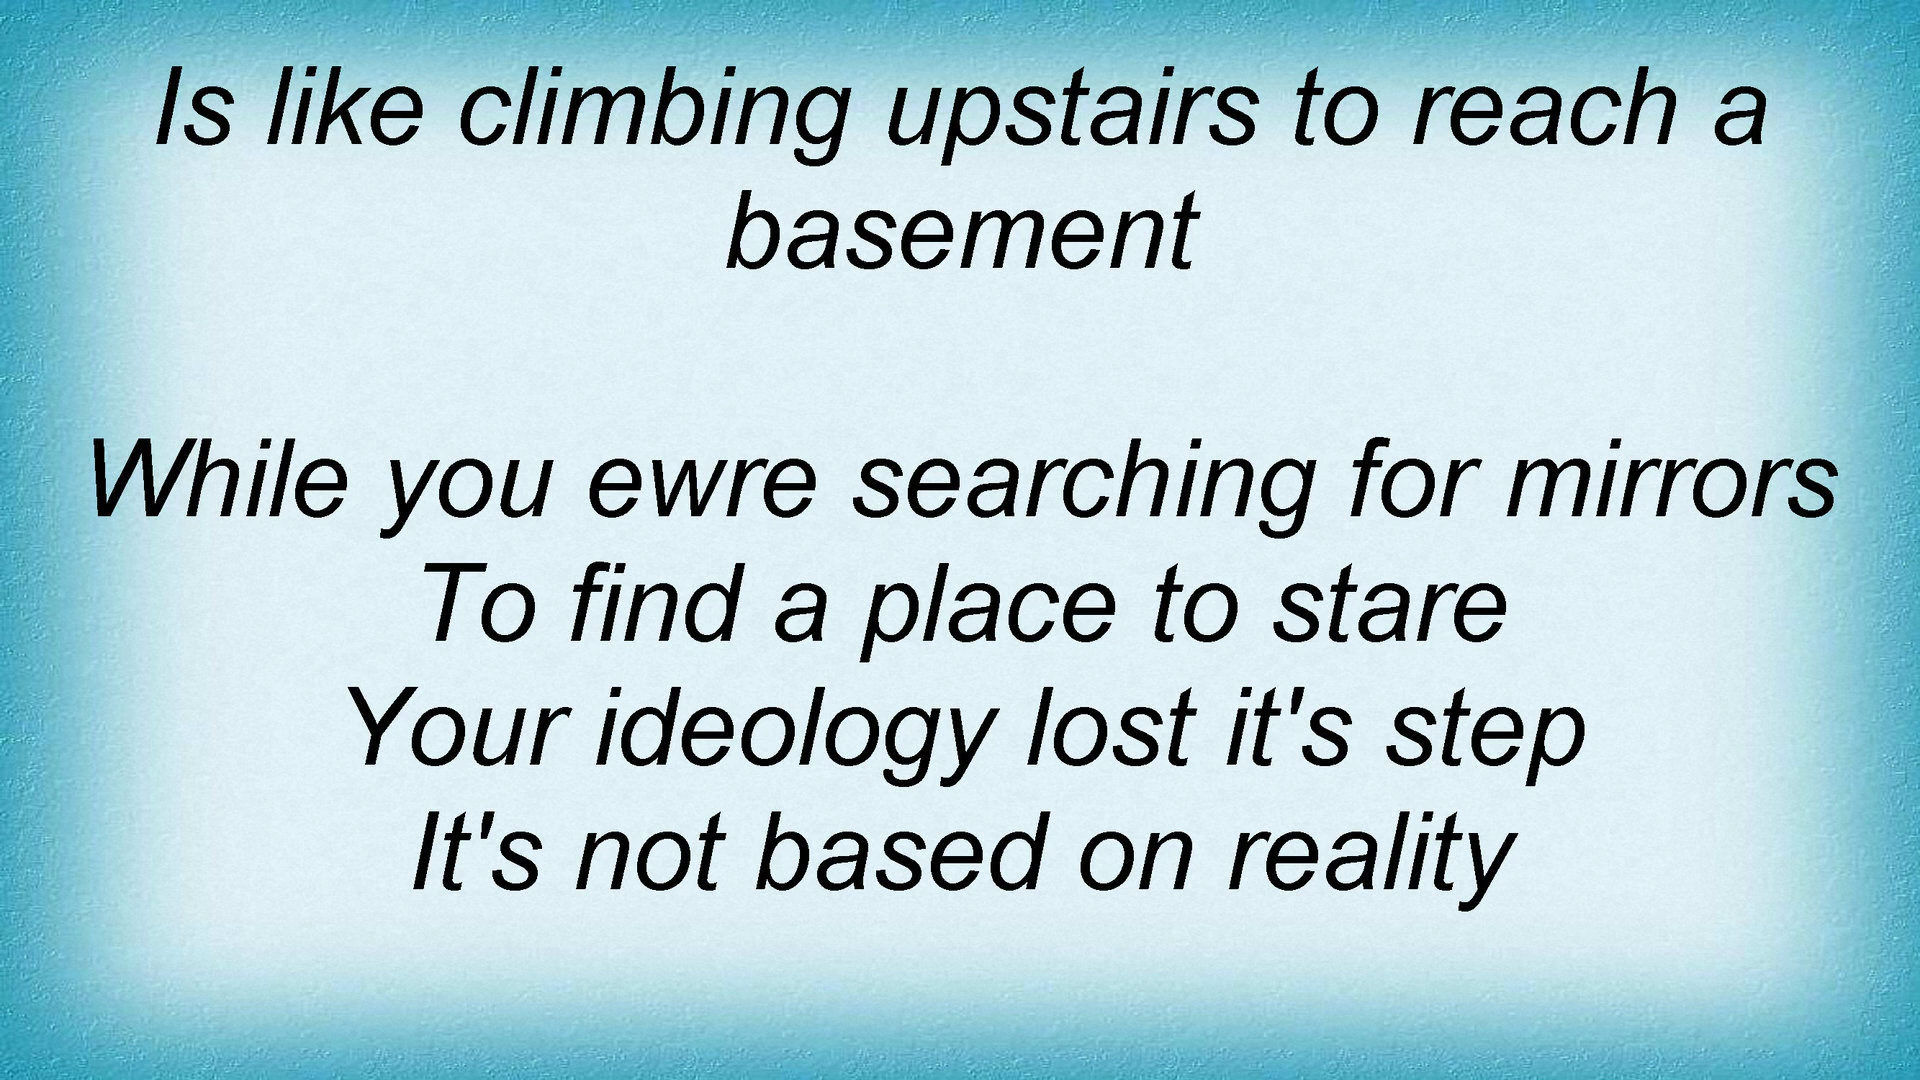 Is like climbing upstairs to reach a
basement
While you ewre searching for mirrors
To find a place to stare
Your ideology lost it's step
It's not based on reality